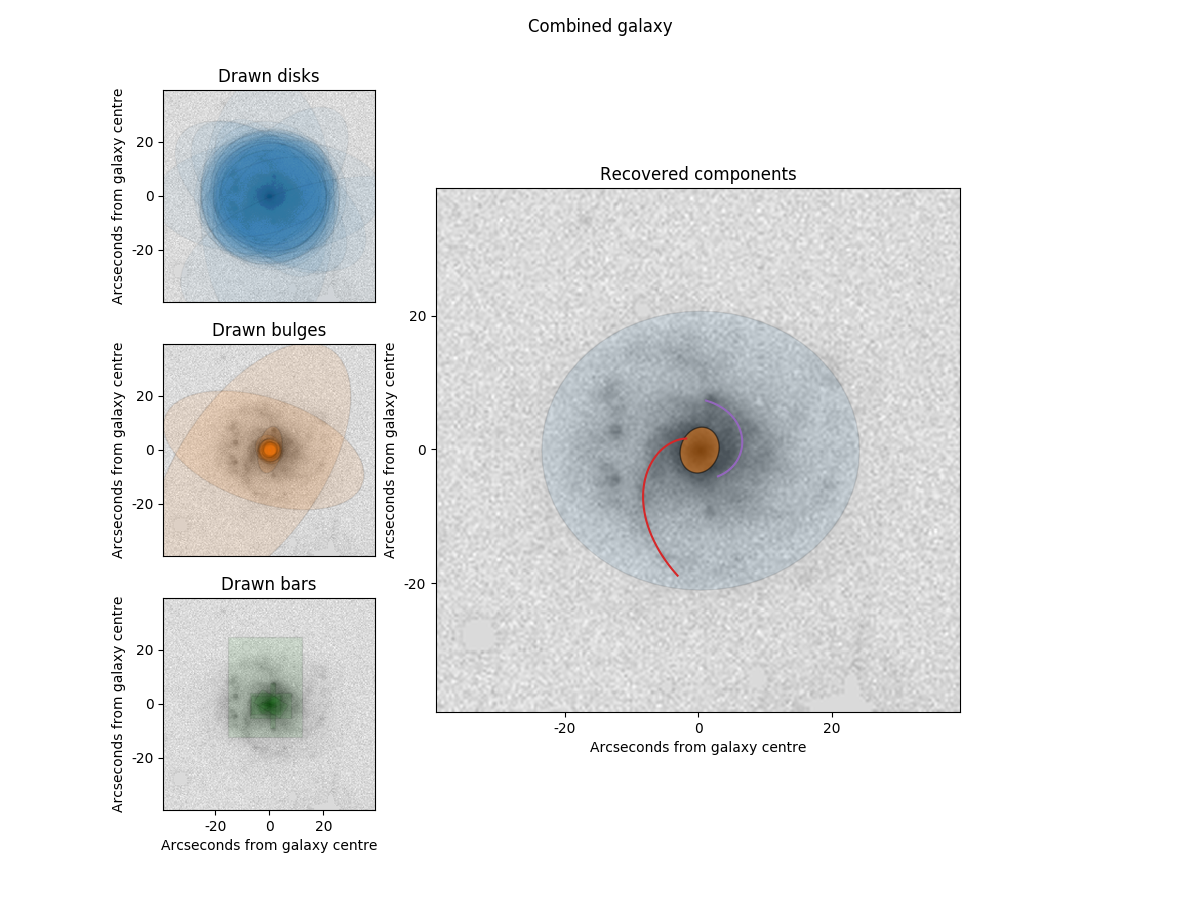 Combined galaxy
Drawn disks
Arcseconds from galaxy centre
20
0
-20
Drawn bulges
Arcseconds from galaxy centre
20
0
-20
Drawn bars
Arcseconds from galaxy centre
20
0
-20
-20 0 20
Arcseconds from galaxy centre
Recovered components
Arcseconds from galaxy centre
20
0
-20
-20 0 20
Arcseconds from galaxy centre